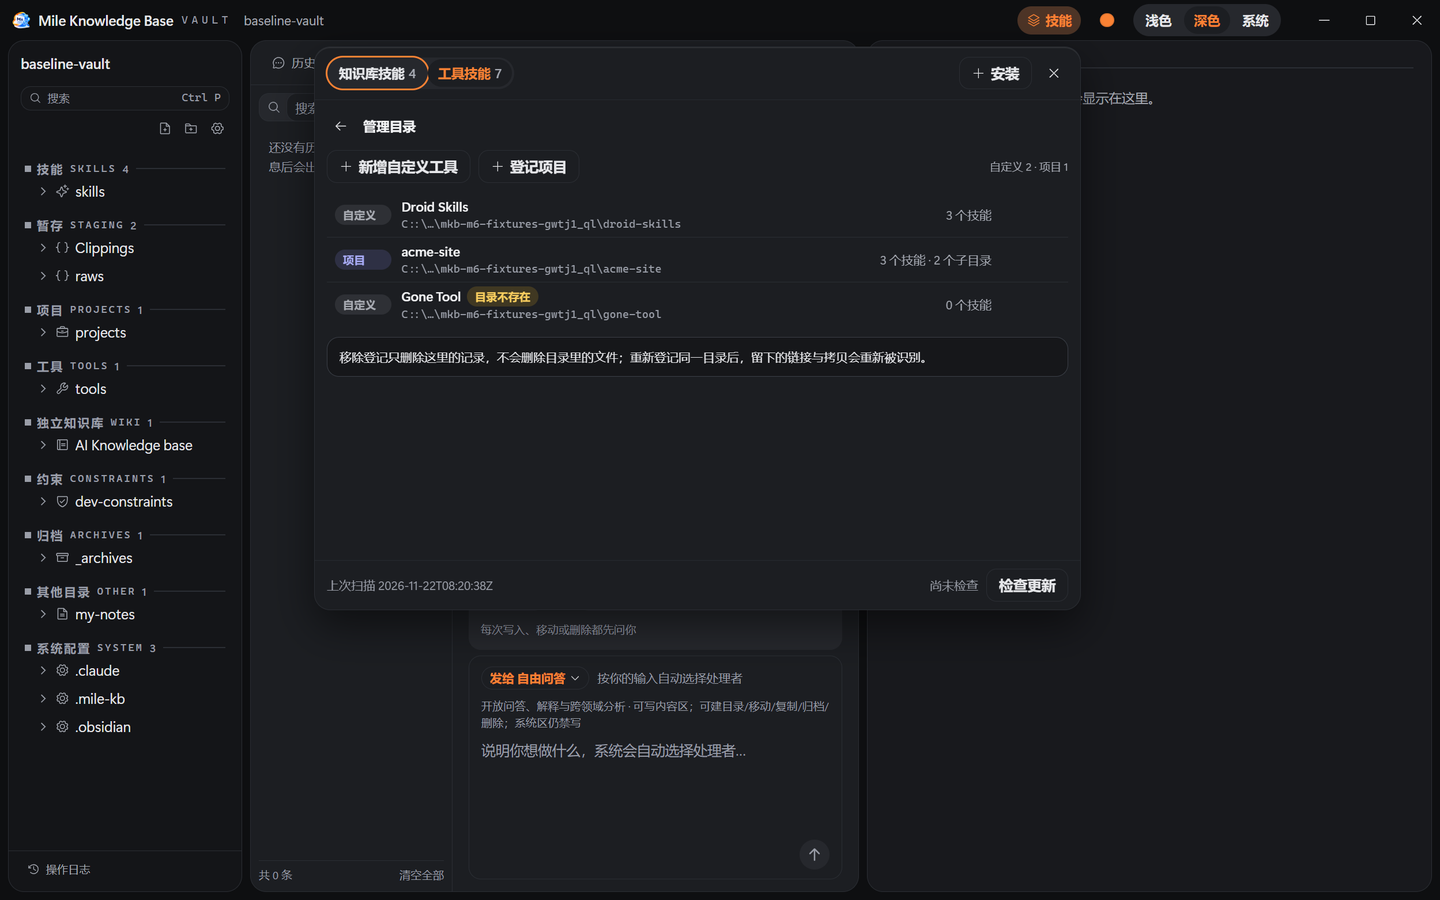 Mile Knowledge Base VAULT baseline-vault
技能
浅色 深色 系统
baseline-vault
搜索 Ctrl P
技能 SKILLS 4
skills
暂存 STAGING 2
Clippings
raws
项目 PROJECTS 1
projects
工具 TOOLS 1
tools
独立知识库 WIKI 1
AI Knowledge base
约束 CONSTRAINTS 1
dev-constraints
归档 ARCHIVES 1
_archives
其他目录 OTHER 1
my-notes
系统配置 SYSTEM 3
.claude
.mile-kb
.obsidian
操作日志
历史
搜索
还没有历
息后会出
共 0 条 清空全部
知识库技能 4 工具技能 7
安装
管理目录
新增自定义工具 登记项目
自定义 2 · 项目 1
自定义 Droid Skills
C::\…\mkb-m6-fixtures-gwtj1_ql\droid-skills
3 个技能
项目 acme-site
C::\…\mkb-m6-fixtures-gwtj1_ql\acme-site
3 个技能 · 2 个子目录
自定义 Gone Tool 目录不存在
C::\…\mkb-m6-fixtures-gwtj1_ql\gone-tool
0 个技能
移除登记只删除这里的记录，不会删除目录里的文件；重新登记同一目录后，留下的链接与拷贝会重新被识别。
上次扫描 2026-11-22T08:20:38Z
尚未检查 检查更新
每次写入、移动或删除都先问你
发给 自由问答 按你的输入自动选择处理者
开放问答、解释与跨领域分析 · 可写内容区；可建目录/移动/复制/归档/
删除；系统区仍禁写
说明你想做什么，系统会自动选择处理者...
显示在这里。